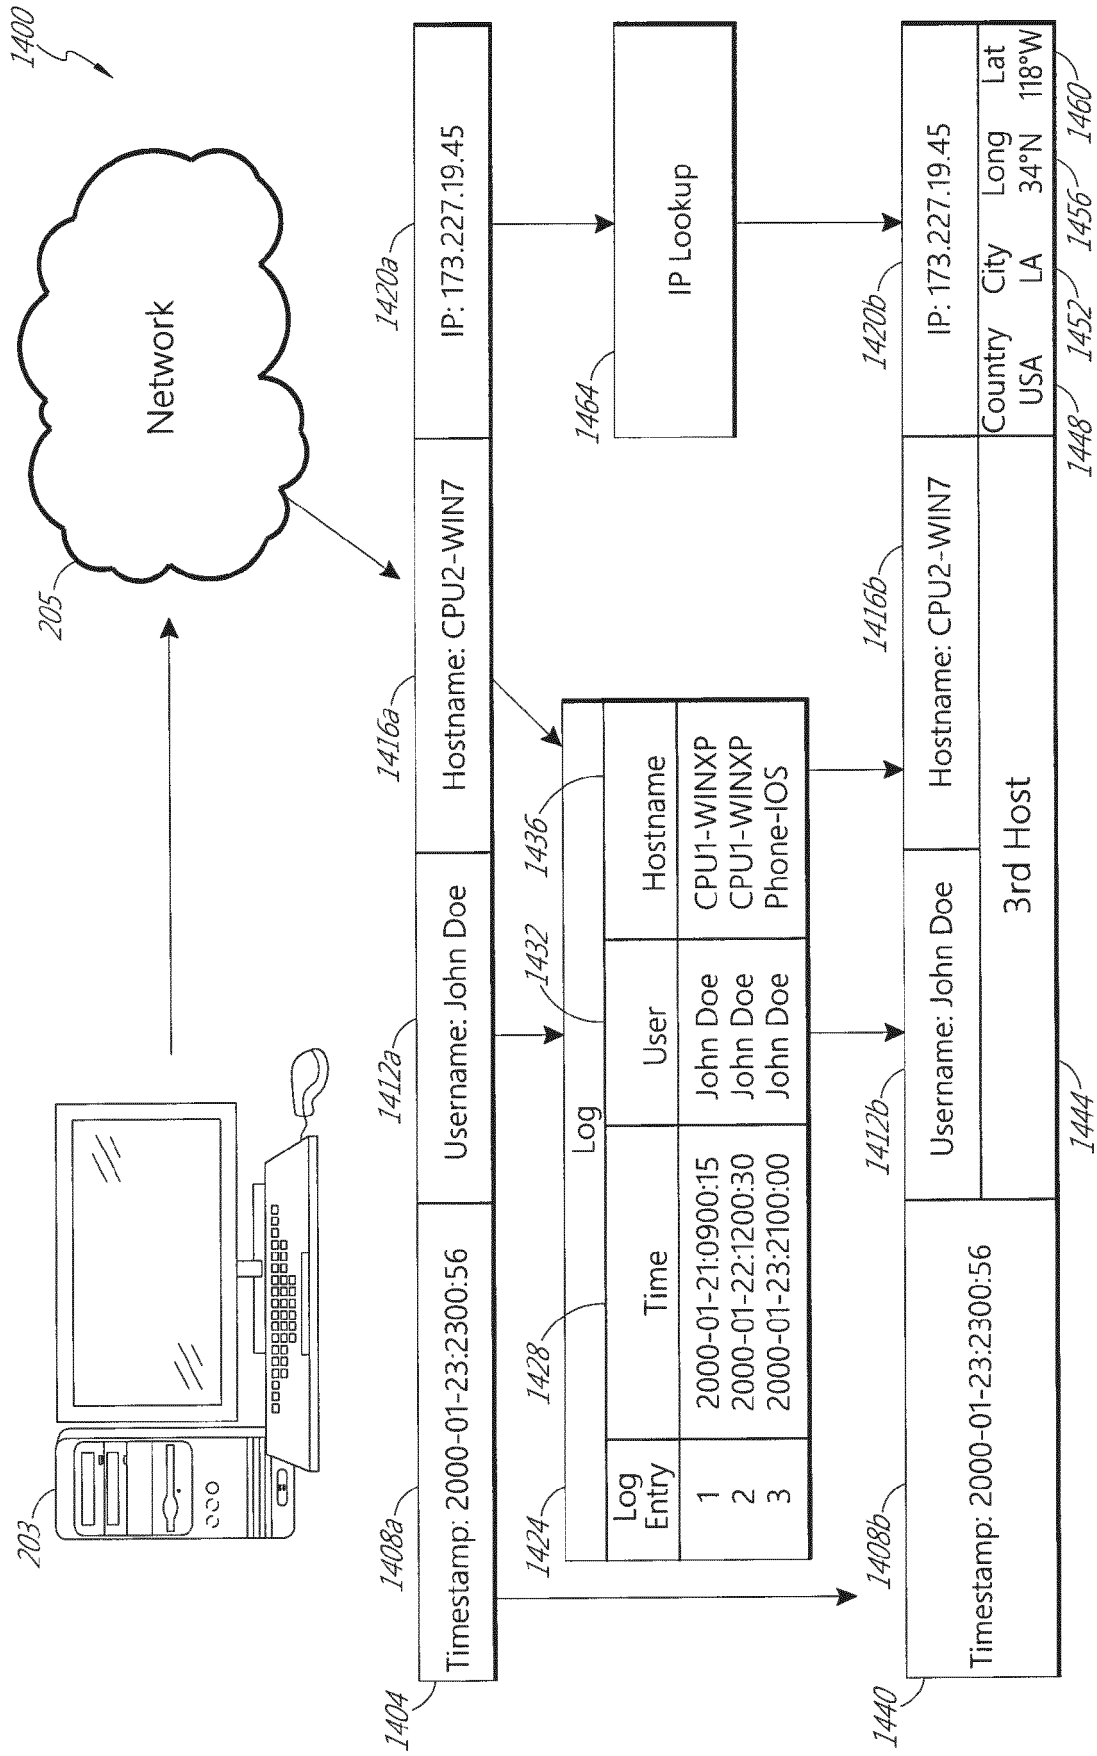 1400
203
205
Network
1404
1408a
1412a
1416a
1420a
Timestamp: 2000-01-23:2300:56
Username: John Doe
Hostname: CPU2-WIN7
IP: 173.227.19.45
1424
1428
1432
1436
1464
Log
Log Entry
Time
User
Hostname
1
2000-01-21:0900:15
John Doe
CPU1-WINXP
2
2000-01-22:1200:30
John Doe
CPU1-WINXP
3
2000-01-23:2100:00
John Doe
Phone-IOS
IP Lookup
1440
1408b
1412b
1416b
1420b
Timestamp: 2000-01-23:2300:56
Username: John Doe
Hostname: CPU2-WIN7
IP: 173.227.19.45
3rd Host
Country
City
Long
Lat
USA
LA
34°N
118°W
1444
1448
1452
1456
1460